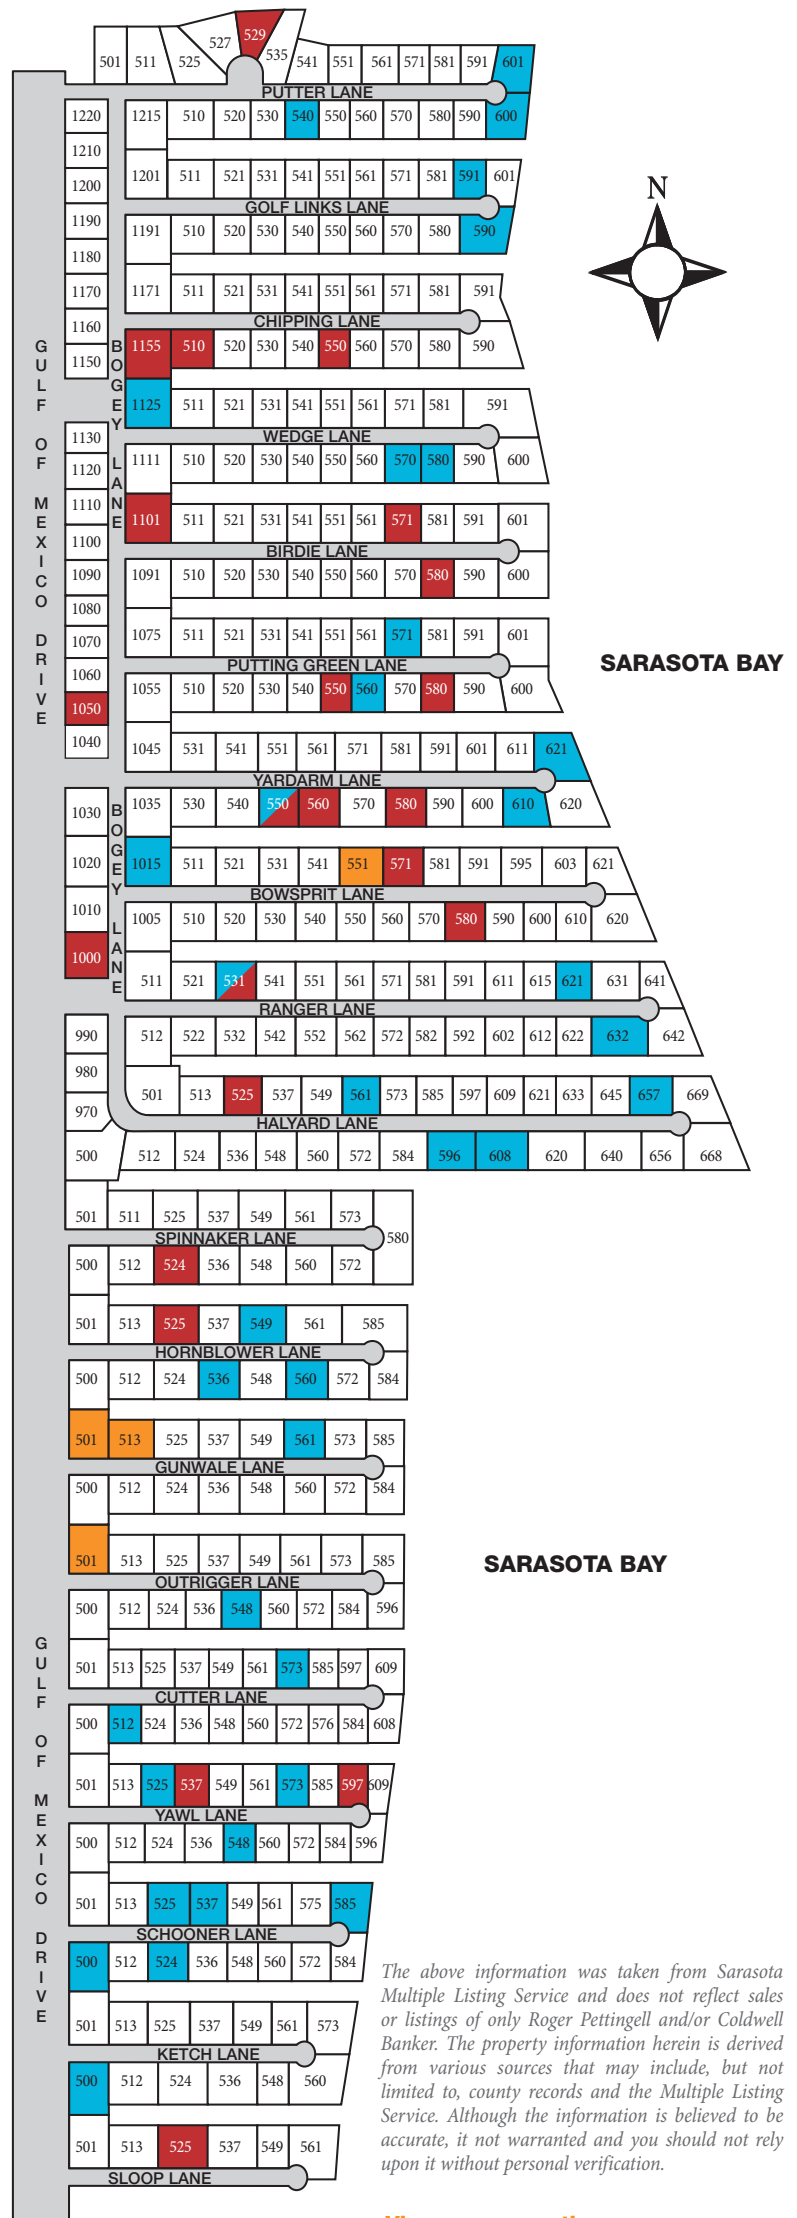 501 511 525 527 529 535 541 551 561 571 581 591 601
PUTTER LANE
1220 1215 510 520 530 540 550 560 570 580 590 600
1210
1200 1201 511 521 531 541 551 561 571 581 591 601
GOLF LINKS LANE
1190 1191 510 520 530 540 550 560 570 580 590
N
1180
1170 1171 511 521 531 541 551 561 571 581 591
CHIPPING LANE
1160
1150 1155 510 520 530 540 550 560 570 580 590
GULF OF MEXICO DRIVE
BOGEY LANE
1125 511 521 531 541 551 561 571 581 591
WEDGE LANE
1130
1120 1111 510 520 530 540 550 560 570 580 590 600
1110 1101 511 521 531 541 551 561 571 581 591 601
1100
BIRDIE LANE
1090 1091 510 520 530 540 550 560 570 580 590 600
1080
1070 1075 511 521 531 541 551 561 571 581 591 601
PUTTING GREEN LANE
SARASOTA BAY
1060
1050 1055 510 520 530 540 550 560 570 580 590 600
1040 1045 531 541 551 561 571 581 591 601 611 621
YARDARM LANE
1030 1035 530 540 550 560 570 580 590 600 610 620
BOGEY LANE
1020 1015 511 521 531 541 551 571 581 591 595 603 621
BOWSPRIT LANE
1010 1005 510 520 530 540 550 560 570 580 590 600 610 620
1000
511 521 531 541 551 561 571 581 591 611 615 621 631 641
RANGER LANE
990 512 522 532 542 552 562 572 582 592 602 612 622 632 642
980
970 501 513 525 537 549 561 573 585 597 609 621 633 645 657 669
HALYARD LANE
500 512 524 536 548 560 572 584 596 608 620 640 656 668
501 511 525 537 549 561 573
580
SPINNAKER LANE
500 512 524 536 548 560 572
501 513 525 537 549 561 585
HORNBLOWER LANE
500 512 524 536 548 560 572 584
501 513 525 537 549 561 573 585
GUNWALE LANE
500 512 524 536 548 560 572 584
501 513 525 537 549 561 573 585
SARASOTA BAY
OUTRIGGER LANE
500 512 524 536 548 560 572 584 596
GULF OF MEXICO DRIVE
501 513 525 537 549 561 573 585 597 609
CUTTER LANE
500 512 524 536 548 560 572 576 584 608
501 513 525 537 549 561 573 585 597 609
YAWL LANE
500 512 524 536 548 560 572 584 596
501 513 525 537 549 561 575 585
SCHOONER LANE
500 512 524 536 548 560 572 584
501 513 525 537 549 561 573
KETCH LANE
500 512 524 536 548 560
501 513 525 537 549 561
SLOOP LANE
The above information was taken from Sarasota
Multiple Listing Service and does not reflect sales
or listings of only Roger Pettingell and/or Coldwell
Banker. The property information herein is derived
from various sources that may include, but not
limited to, county records and the Multiple Listing
Service. Although the information is believed to be
accurate, it not warranted and you should not rely
upon it without personal verification.